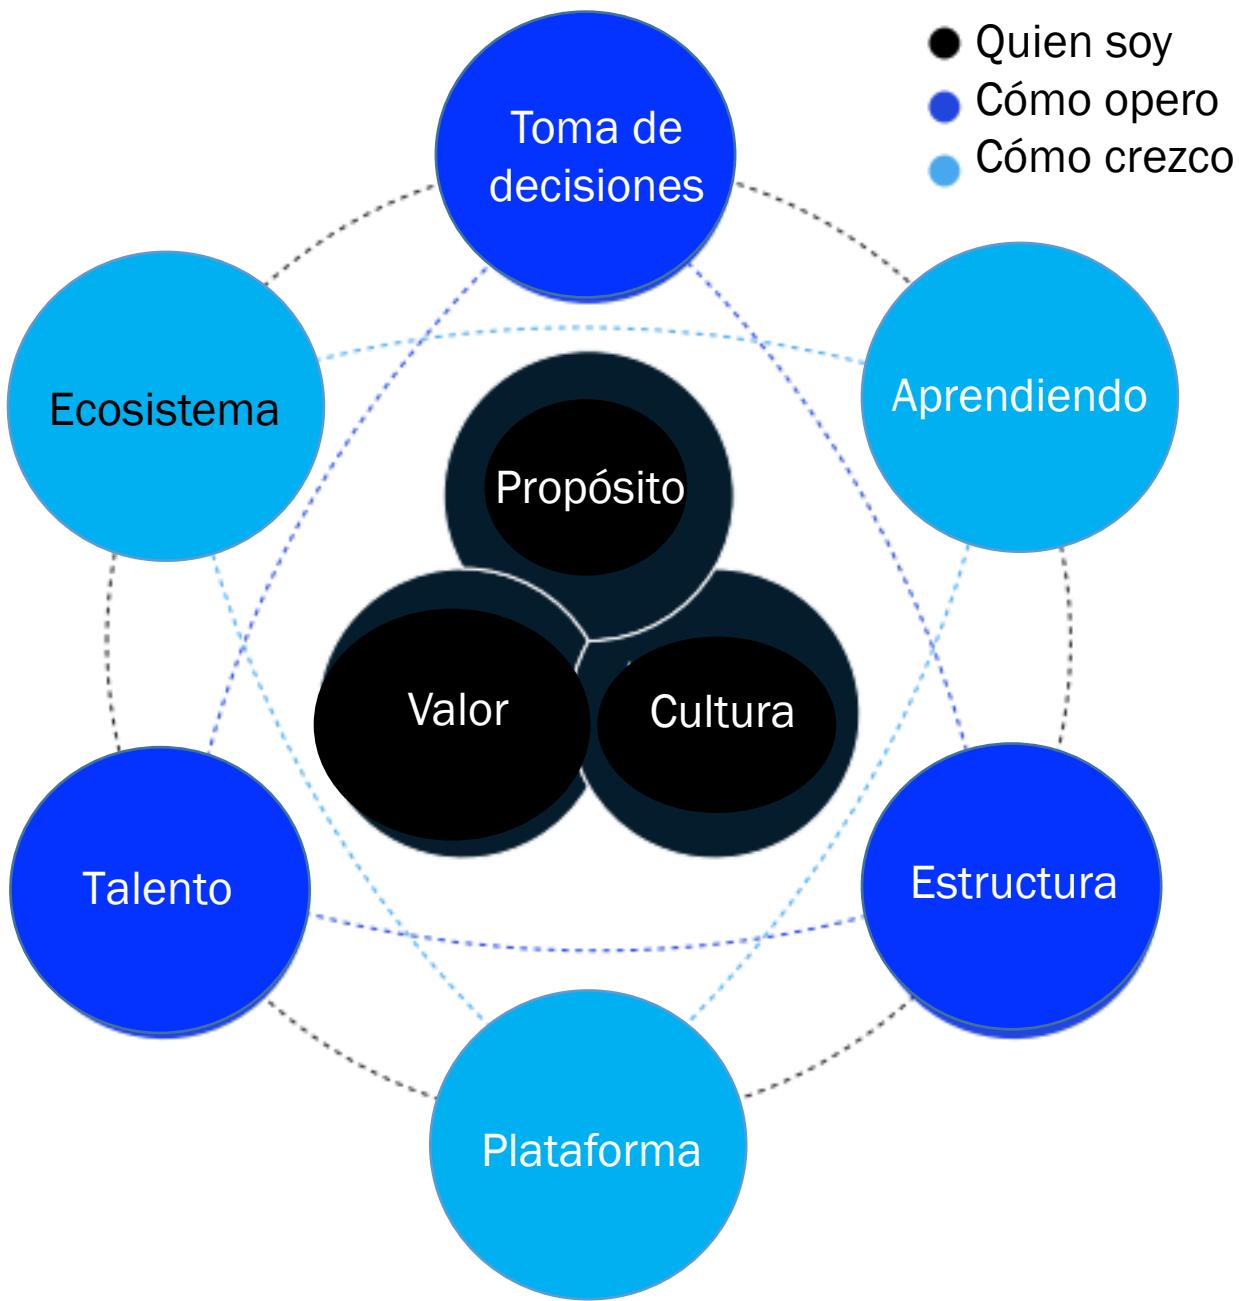 Quien soy
Cómo opero
Cómo crezco
Toma de
decisiones
Ecosistema
Aprendiendo
Propósito
Valor
Cultura
Talento
Estructura
Plataforma